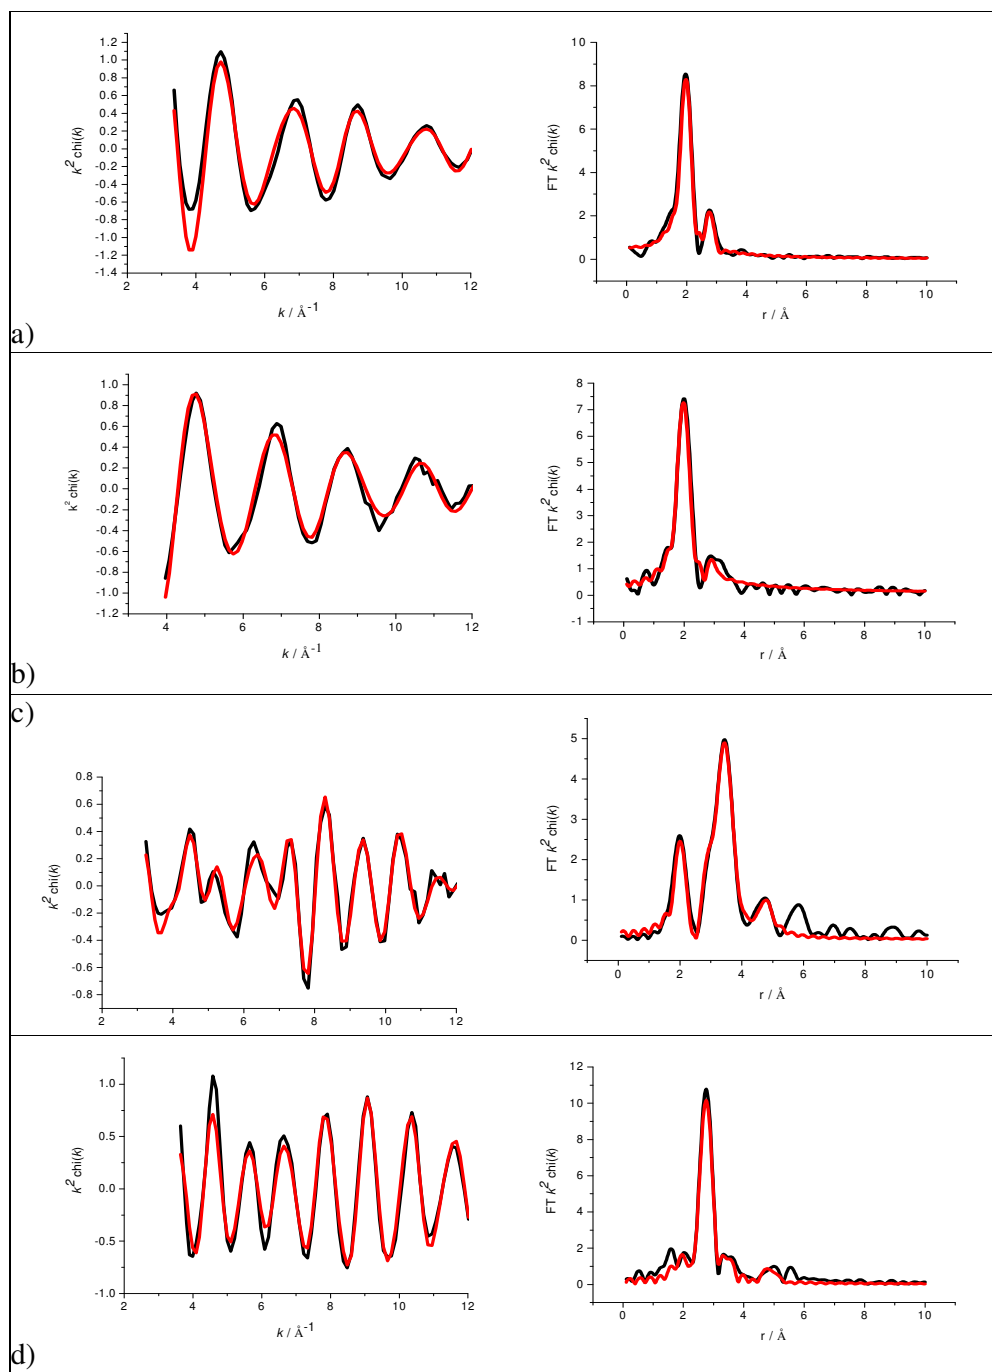 1.2
1.0
0.8
0.6
0.4
0.2
0.0
-0.2
-0.4
-0.6
-0.8
-1.0
-1.2
-1.4
k² chi(k)
2 4 6 8 10 12
k / Å⁻¹
10
8
6
4
2
0
FT k² chi(k)
0 2 4 6 8 10
r / Å
a)
1.0
0.8
0.6
0.4
0.2
0.0
-0.2
-0.4
-0.6
-0.8
-1.0
-1.2
k² chi(k)
4 6 8 10 12
k / Å⁻¹
8
7
6
5
4
3
2
1
0
-1
FT k² chi(k)
0 2 4 6 8 10
r / Å
b)
c)
0.8
0.6
0.4
0.2
0.0
-0.2
-0.4
-0.6
-0.8
k² chi(k)
2 4 6 8 10 12
5
4
3
2
1
0
FT k² chi(k)
0 2 4 6 8 10
r / Å
1.0
0.5
0.0
-0.5
-1.0
k² chi(k)
2 4 6 8 10 12
k / Å⁻¹
12
10
8
6
4
2
0
FT k² chi(k)
0 2 4 6 8 10
r / Å
d)